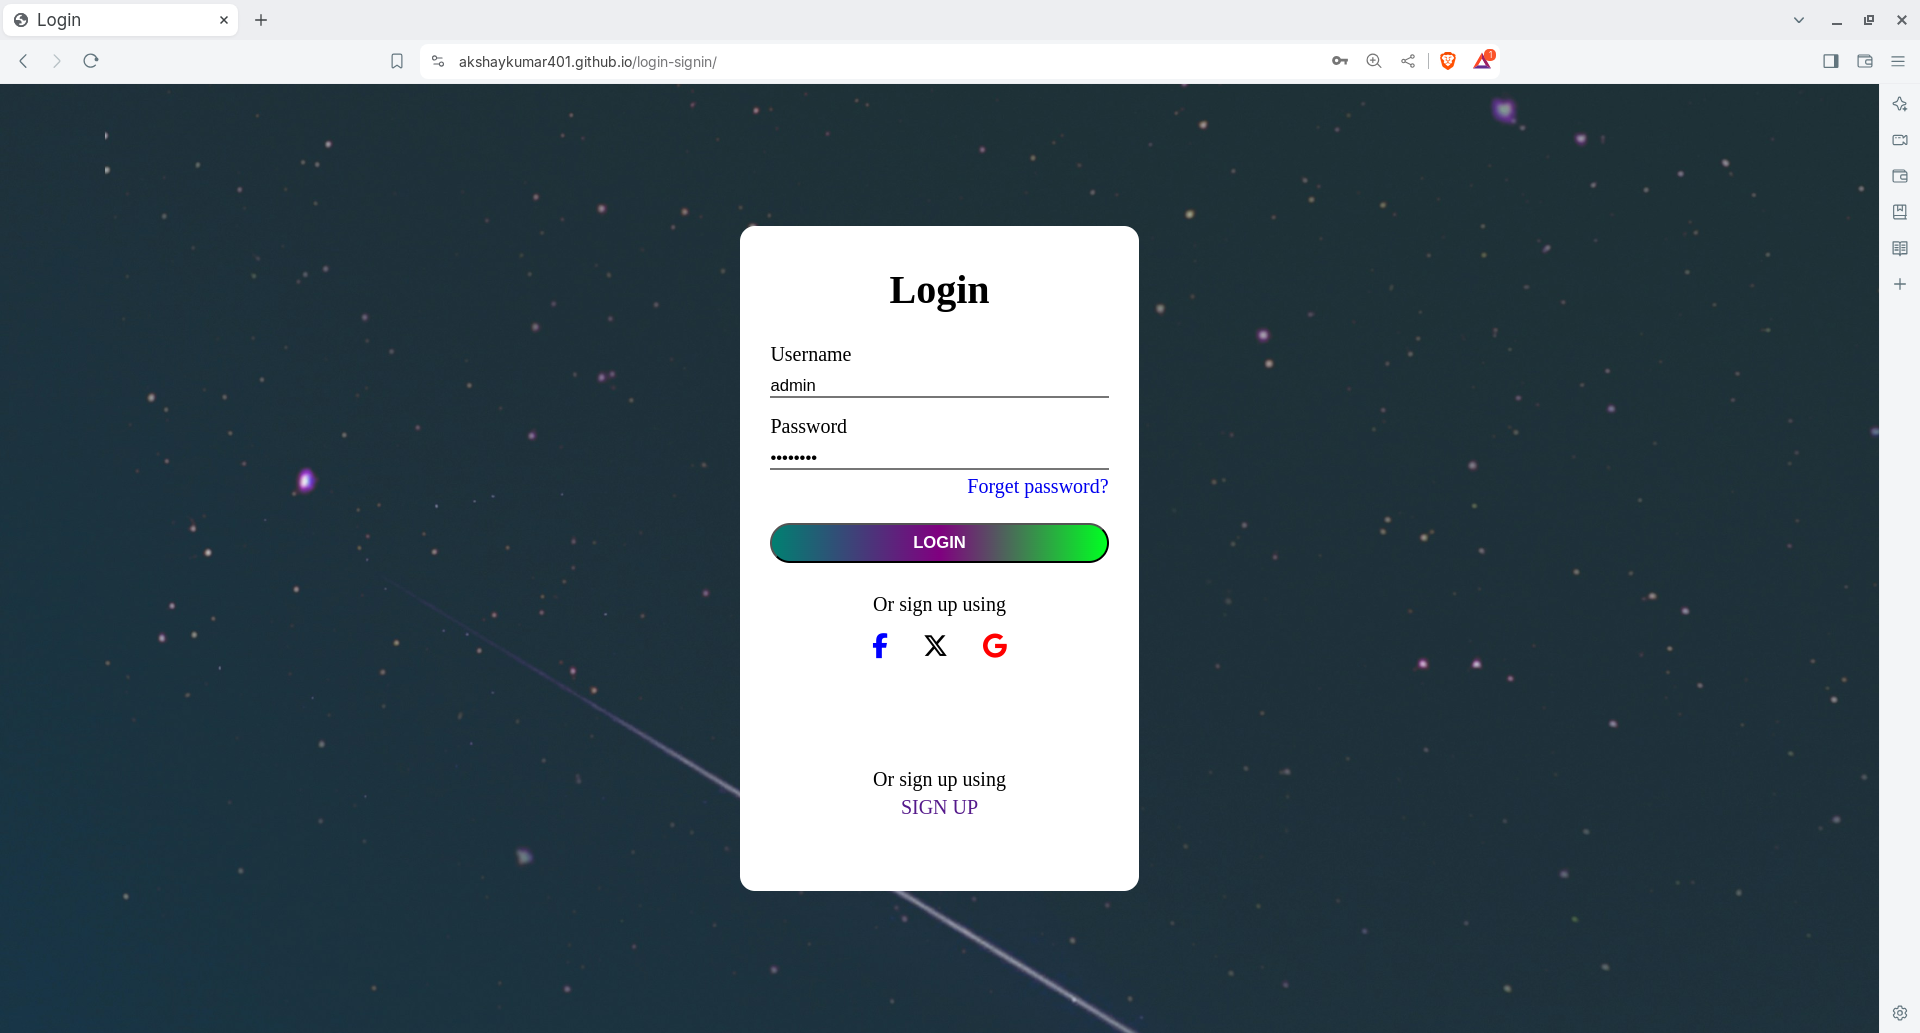 Login
akshaykumar401.github.io/login-signin/
1
Login
Username
admin
Password
••••••••
Forget password?
LOGIN
Or sign up using
Or sign up using
SIGN UP